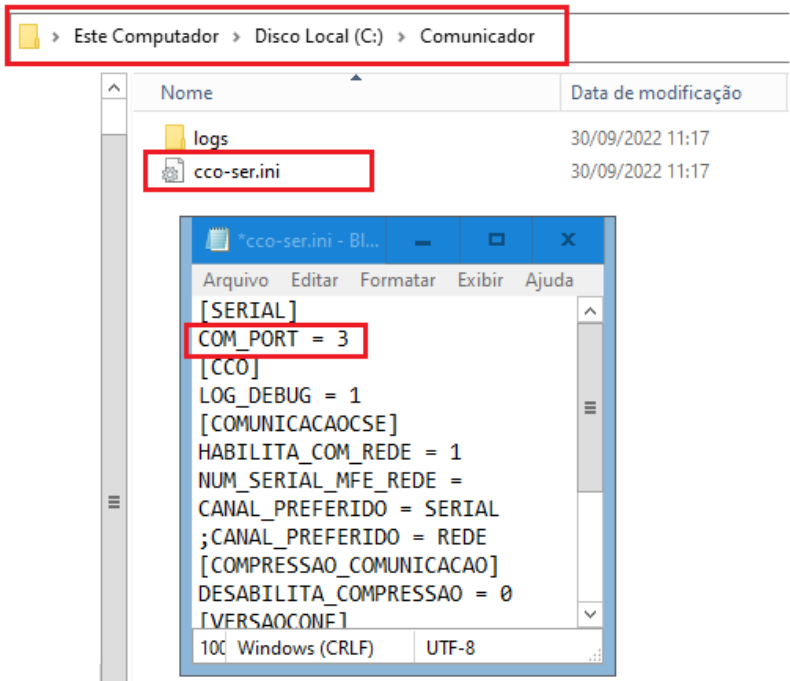 Este Computador > Disco Local (C:) > Comunicador
Nome Data de modificação
logs 30/09/2022 11:17
cco-ser.ini 30/09/2022 11:17
*cco-ser.ini - Bl...
Arquivo Editar Formatar Exibir Ajuda
[SERIAL]
COM_PORT = 3
[CCO]
LOG_DEBUG = 1
[COMUNICACAOCSE]
HABILITA_COM_REDE = 1
NUM_SERIAL_MFE_REDE =
CANAL_PREFERIDO = SERIAL
;CANAL_PREFERIDO = REDE
[COMPRESSAO_COMUNICACAO]
DESABILITA_COMPRESSAO = 0
[VERSAOCONF]
100 Windows (CRLF) UTF-8